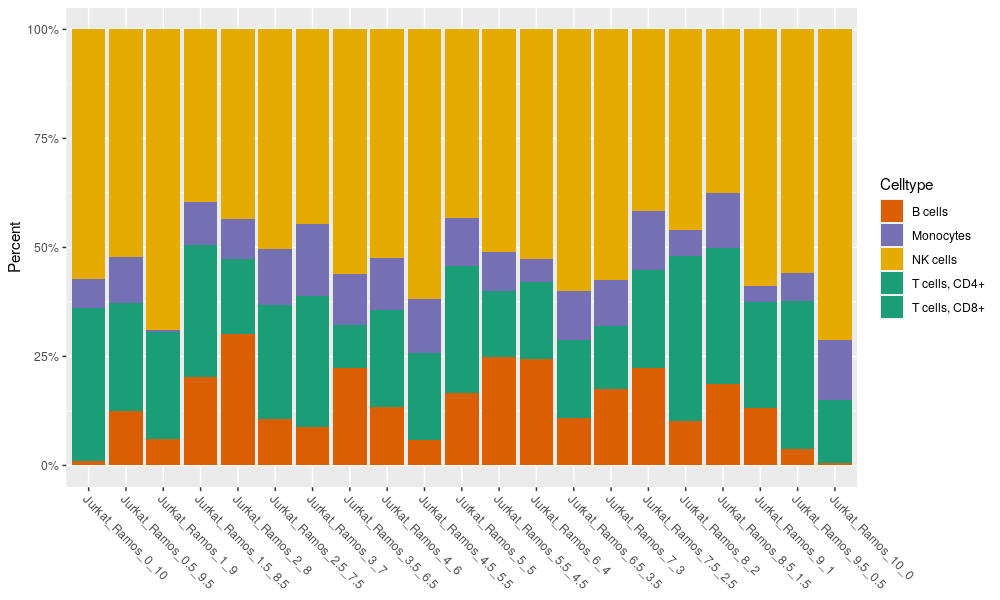 100%
75%
50%
25%
0%
Percent
Jurkat_Ramos_0_10
Jurkat_Ramos_0.5_9.5
Jurkat_Ramos_1_9
Jurkat_Ramos_1.5_8.5
Jurkat_Ramos_2_8
Jurkat_Ramos_2.5_7.5
Jurkat_Ramos_3_7
Jurkat_Ramos_3.5_6.5
Jurkat_Ramos_4_6
Jurkat_Ramos_4.5_5.5
Jurkat_Ramos_5_5
Jurkat_Ramos_5.5_4.5
Jurkat_Ramos_6_4
Jurkat_Ramos_6.5_3.5
Jurkat_Ramos_7_3
Jurkat_Ramos_7.5_2.5
Jurkat_Ramos_8_2
Jurkat_Ramos_8.5_1.5
Jurkat_Ramos_9_1
Jurkat_Ramos_9.5_0.5
Jurkat_Ramos_10_0
Celltype
B cells
Monocytes
NK cells
T cells, CD4+
T cells, CD8+